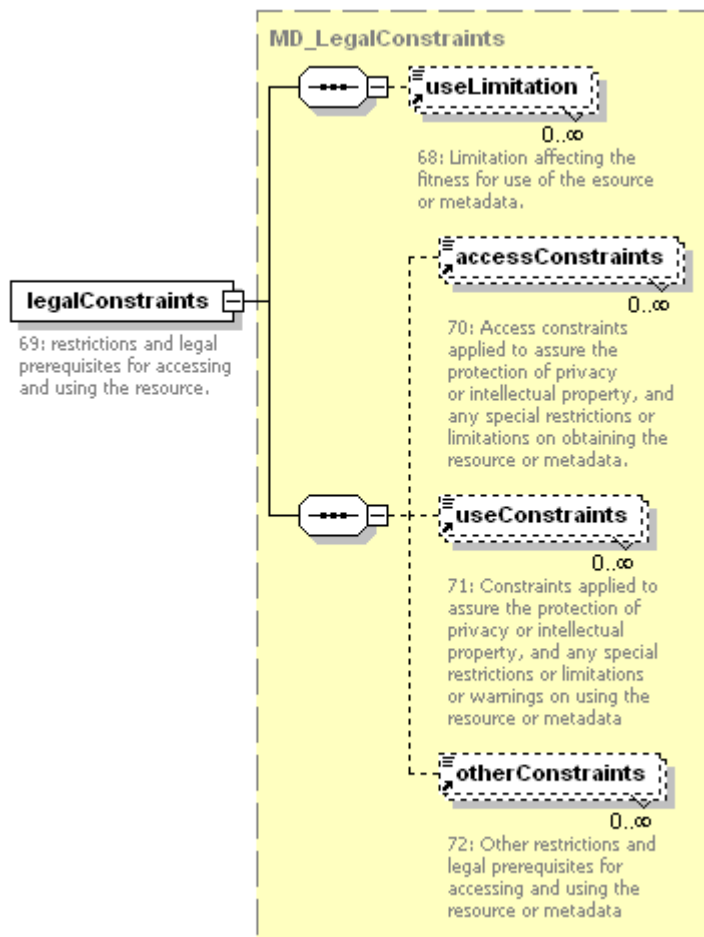 MD_LegalConstraints
useLimitation
0..∞
68: Limitation affecting the
fitness for use of the esource
or metadata.
accessConstraints
0..∞
legalConstraints
69: restrictions and legal
prerequisites for accessing
and using the resource.
70: Access constraints
applied to assure the
protection of privacy
or intellectual property, and
any special restrictions or
limitations on obtaining the
resource or metadata.
useConstraints
0..∞
71: Constraints applied to
assure the protection of
privacy or intellectual
property, and any special
restrictions or limitations
or warnings on using the
resource or metadata
otherConstraints
0..∞
72: Other restrictions and
legal prerequisites for
accessing and using the
resource or metadata